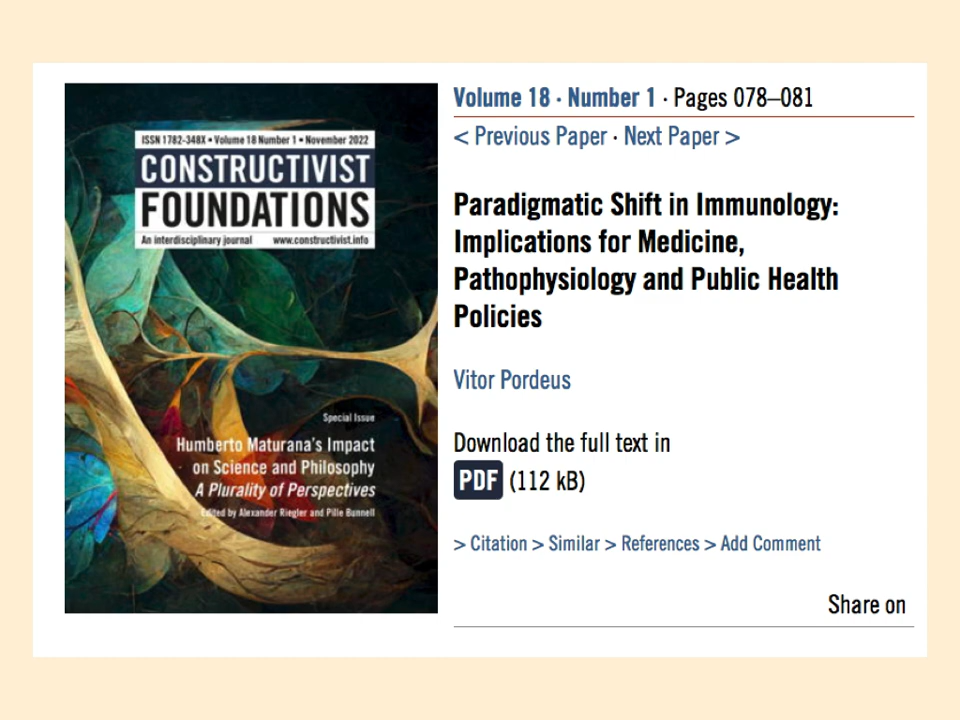 ISSN 1782-348X • Volume 18 Number 1 • November 2022
CONSTRUCTIVIST
FOUNDATIONS
An interdisciplinary journal www.constructivist.info
Special Issue
Humberto Maturana's Impact
on Science and Philosophy
A Plurality of Perspectives
Edited by Alexander Riegler and Pille Bunnell
Volume 18 · Number 1 · Pages 078–081
< Previous Paper · Next Paper >
Paradigmatic Shift in Immunology:
Implications for Medicine,
Pathophysiology and Public Health
Policies
Vitor Pordeus
Download the full text in
PDF (112 kB)
> Citation > Similar > References > Add Comment
Share on